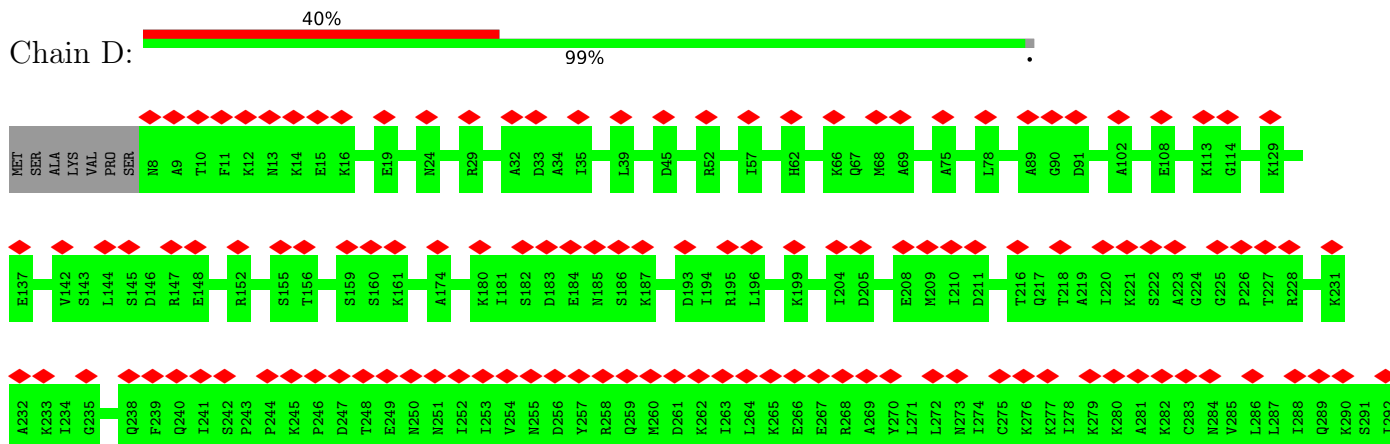 40%
Chain D:
99%
.
MET SER ALA LYS VAL PRO SER N8 A9 T10 F11 K12 N13 K14 E15 K16 E19 N24 R29 A32 D33 A34 I35 L39 D45 R52 I57 H62 K66 Q67 M68 A69 A75 L78 A89 G90 D91 A102 E108 K113 G114 K129
E137 V142 S143 L144 S145 D146 R147 E148 R152 S155 T156 S159 S160 K161 A174 K180 I181 S182 D183 E184 N185 S186 K187 D193 I194 R195 L196 K199 I204 D205 E208 M209 I210 D211 T216 Q217 T218 A219 I220 K221 S222 A223 G224 G225 P226 T227 R228 K231
A232 K233 I234 G235 Q238 F239 Q240 I241 S242 P243 P244 K245 P246 D247 T248 E249 N250 N251 I252 I253 V254 N255 D256 Y257 R258 Q259 M260 D261 K262 I263 L264 K265 E266 E267 R268 A269 Y270 L271 L272 N273 I274 C275 K276 K277 I278 K279 K280 A281 K282 C283 N284 V285 L286 L287 I288 Q289 K290 S291 I292